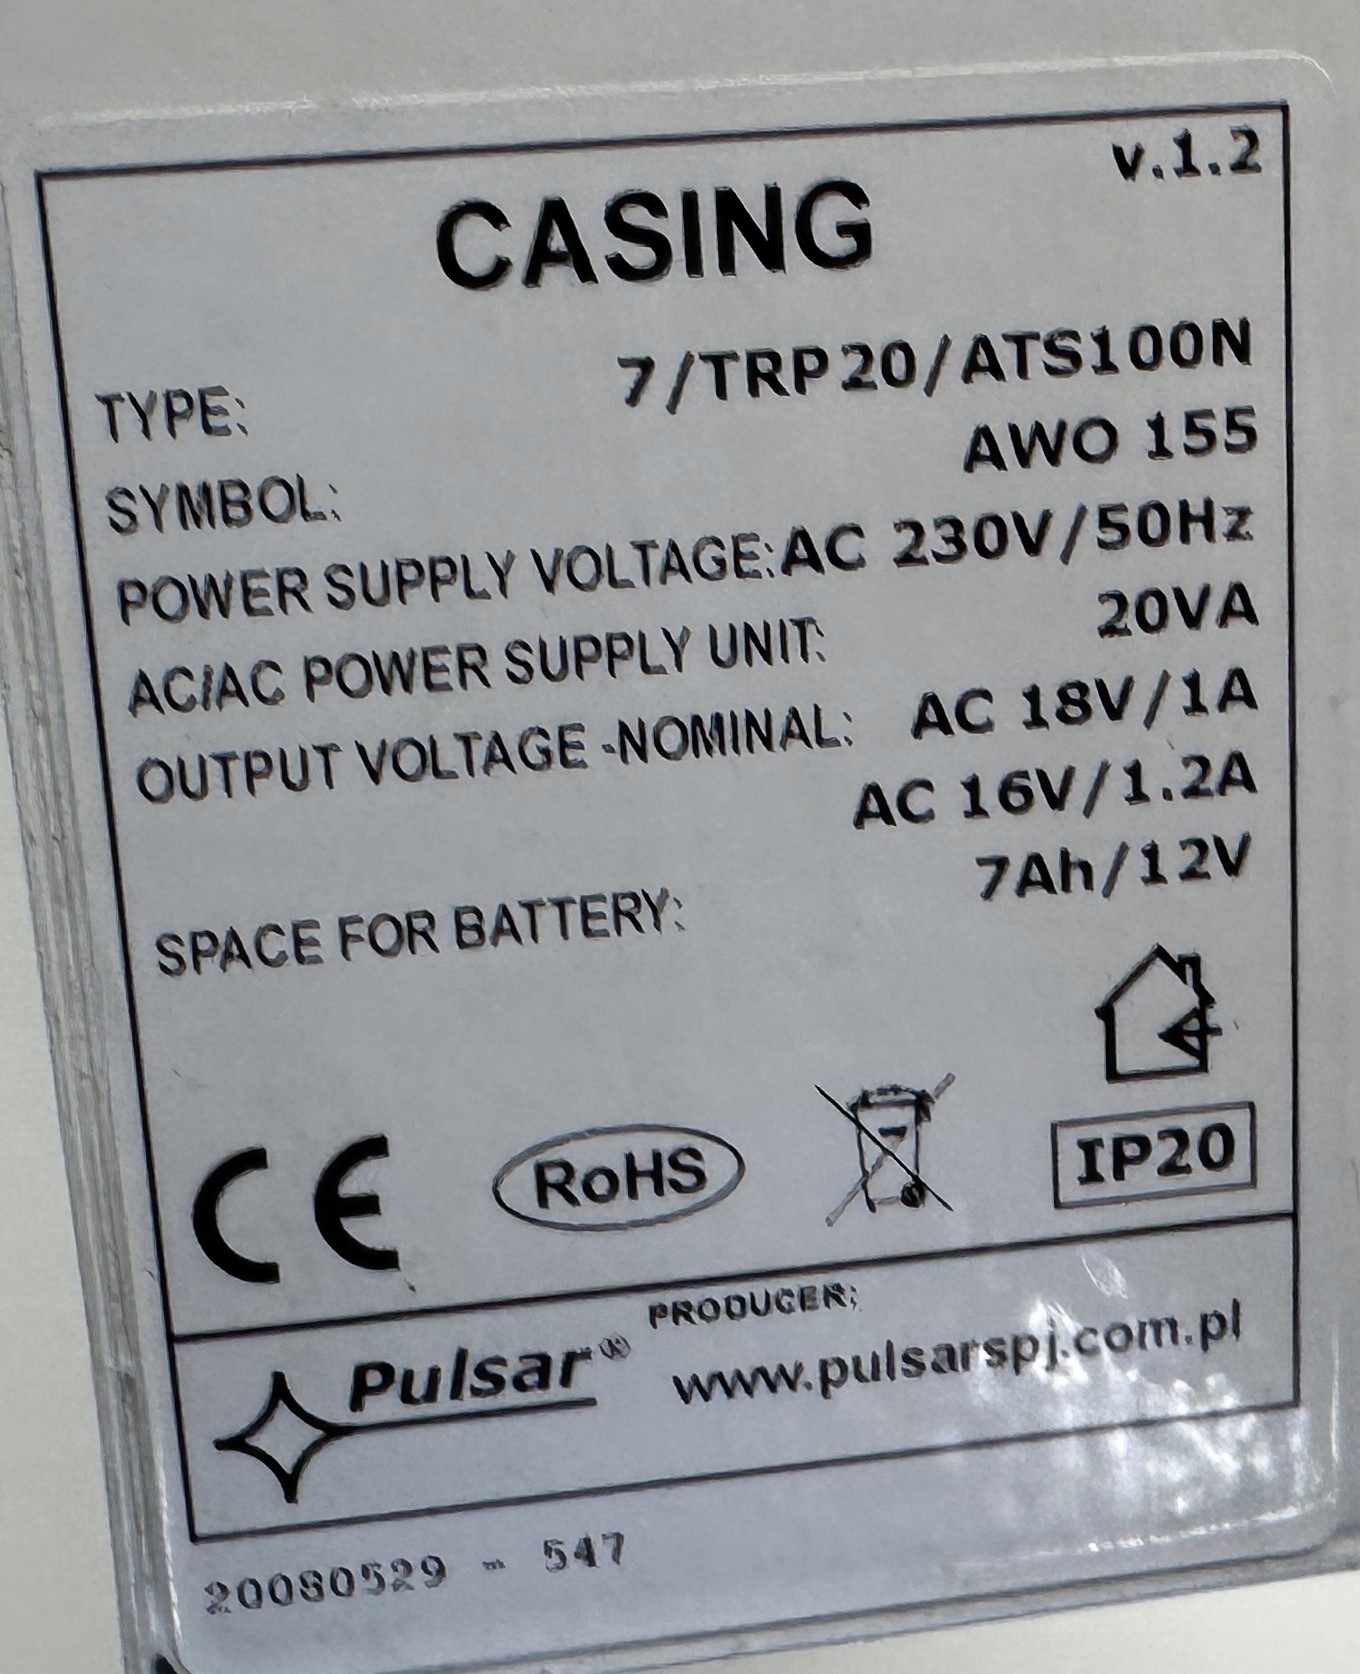 v.1.2
CASING
TYPE: 7/TRP20/ATS100N
SYMBOL: AWO 155
POWER SUPPLY VOLTAGE: AC 230V/50Hz
AC/AC POWER SUPPLY UNIT: 20VA
OUTPUT VOLTAGE -NOMINAL: AC 18V/1A
AC 16V/1.2A
SPACE FOR BATTERY: 7Ah/12V
CE RoHS IP20
PRODUCER:
Pulsar® www.pulsarspj.com.pl
20080529 - 547